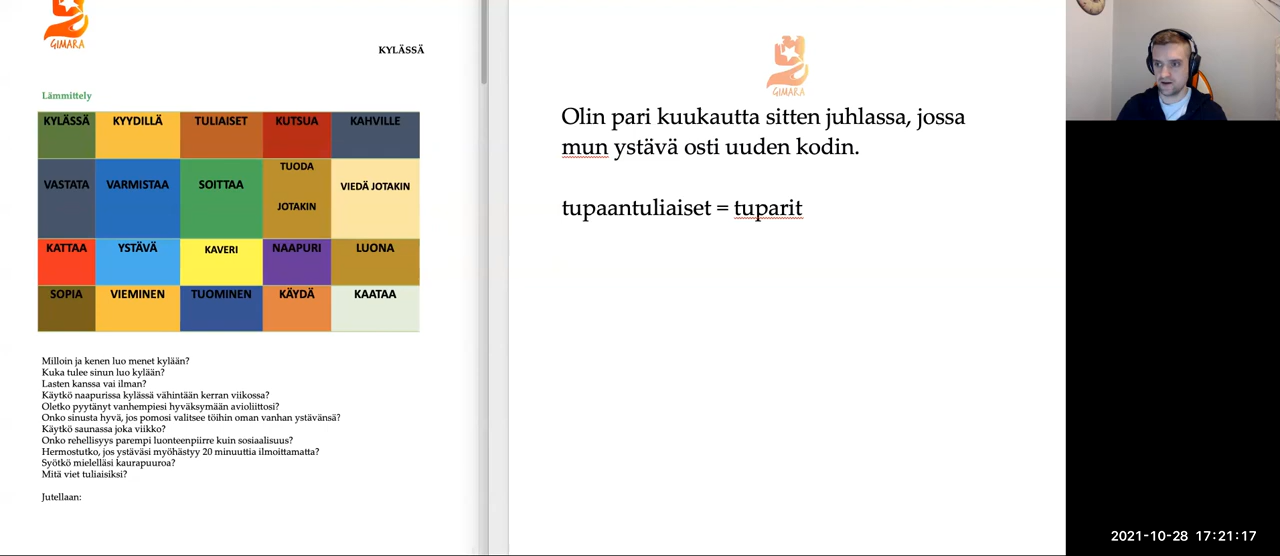 GIMARA
KYLÄSSÄ
Lämmittely
KYLÄSSÄ KYYDILLÄ TULIAISET KUTSUA KAHVILLE
VASTATA VARMISTAA SOITTAA TUODA JOTAKIN VIEDÄ JOTAKIN
KATTAA YSTÄVÄ KAVERI NAAPURI LUONA
SOPIA VIEMINEN TUOMINEN KÄYDÄ KAATAA
Milloin ja kenen luo menet kylään?
Kuka tulee sinun luo kylään?
Lasten kanssa vai ilman?
Käytkö naapurissa kylässä vähintään kerran viikossa?
Oletko pyytänyt vanhempiesi hyväksymään avioliittosi?
Onko sinusta hyvä, jos pomosi valitsee töihin oman vanhan ystävänsä?
Käytkö saunassa joka viikko?
Onko rehellisyys parempi luonteenpiirre kuin sosiaalisuus?
Hermostutko, jos ystäväsi myöhästyy 20 minuuttia ilmoittamatta?
Syötkö mielelläsi kaurapuuroa?
Mitä viet tuliaisiksi?
Jutellaan:
GIMARA
Olin pari kuukautta sitten juhlassa, jossa
mun ystävä osti uuden kodin.
tupaantuliaiset = tuparit
2021-10-28 17:21:17